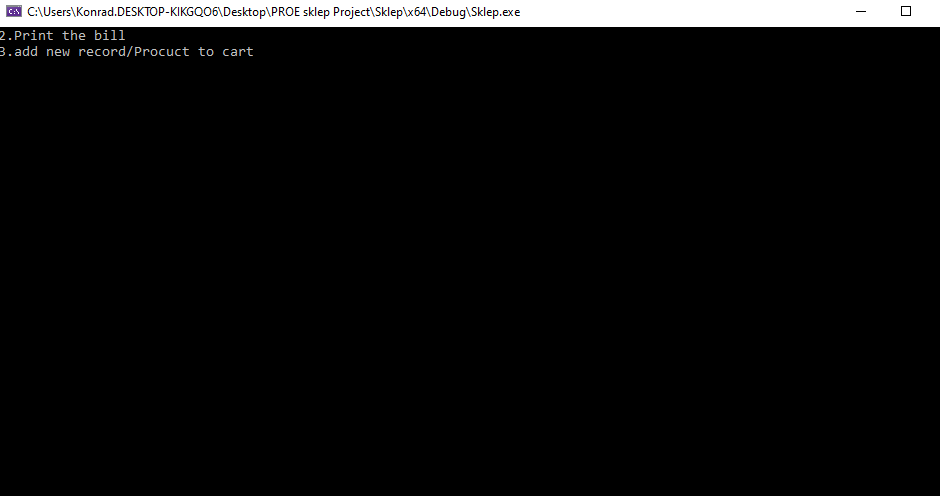 C:\Users\Konrad.DESKTOP-KIKGQO6\Desktop\PROE sklep Project\Sklep\x64\Debug\Sklep.exe
2.Print the bill
3.add new record/Procuct to cart